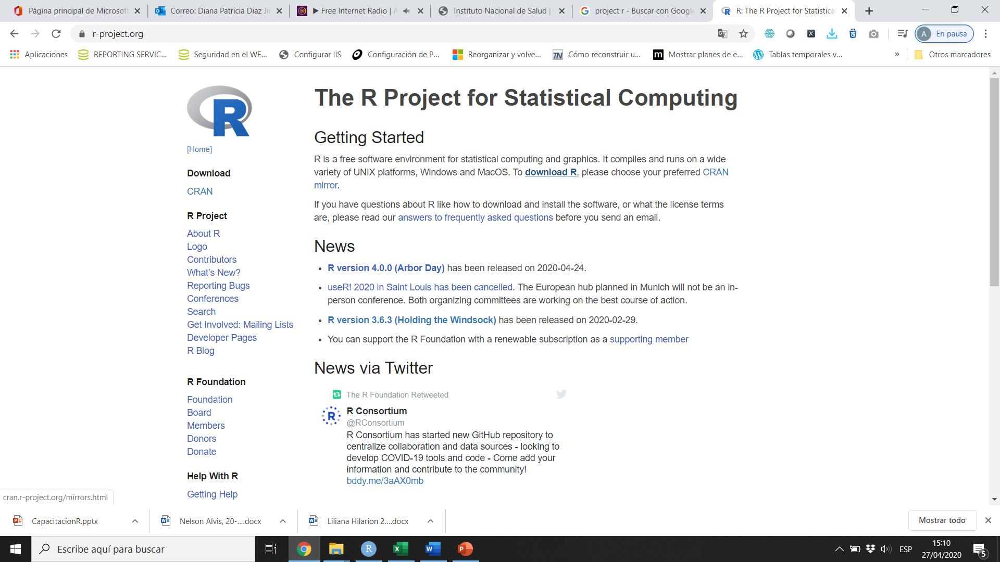 Página principal de Microsoft
Correo: Diana Patricia Diaz Ji
Free Internet Radio | A
Instituto Nacional de Salud |
project r - Buscar con Google
R: The R Project for Statistica
r-project.org
A En pausa
Aplicaciones
REPORTING SERVIC...
Seguridad en el WE...
Configurar IIS
Configuración de P...
Reorganizar y volve...
TN Cómo reconstruir u...
m Mostrar planes de e...
Tablas temporales v...
»
Otros marcadores
R
[Home]
Download
CRAN
R Project
About R
Logo
Contributors
What's New?
Reporting Bugs
Conferences
Search
Get Involved: Mailing Lists
Developer Pages
R Blog
R Foundation
Foundation
Board
Members
Donors
Donate
Help With R
Getting Help
The R Project for Statistical Computing
Getting Started
R is a free software environment for statistical computing and graphics. It compiles and runs on a wide
variety of UNIX platforms, Windows and MacOS. To download R, please choose your preferred CRAN
mirror.
If you have questions about R like how to download and install the software, or what the license terms
are, please read our answers to frequently asked questions before you send an email.
News
• R version 4.0.0 (Arbor Day) has been released on 2020-04-24.
• useR! 2020 in Saint Louis has been cancelled. The European hub planned in Munich will not be an in-
person conference. Both organizing committees are working on the best course of action.
• R version 3.6.3 (Holding the Windsock) has been released on 2020-02-29.
• You can support the R Foundation with a renewable subscription as a supporting member
News via Twitter
The R Foundation Retweeted
R
R Consortium
@RConsortium
R Consortium has started new GitHub repository to
centralize collaboration and data sources - looking to
develop COVID-19 tools and code - Come add your
information and contribute to the community!
bddy.me/3aAX0mb
cran.r-project.org/mirrors.html
CapacitacionR.pptx
Nelson Alvis, 20-....docx
Liliana Hilarion 2....docx
Mostrar todo
Escribe aquí para buscar
ESP
15:10
27/04/2020
5